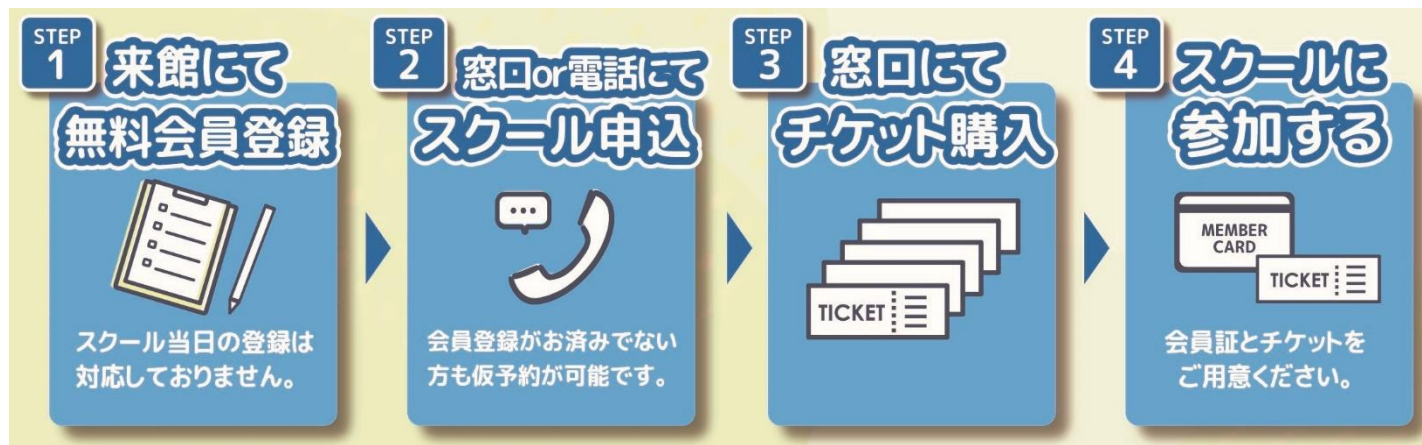 STEP
1
来館にて
無料会員登録
スクール当日の登録は
対応しておりません。
STEP
2
窓口or電話にて
スクール申込
会員登録がお済みでない
方も仮予約が可能です。
STEP
3
窓口にて
チケット購入
TICKET
STEP
4
スクールに
参加する
MEMBER
CARD
TICKET
会員証とチケットを
ご用意ください。